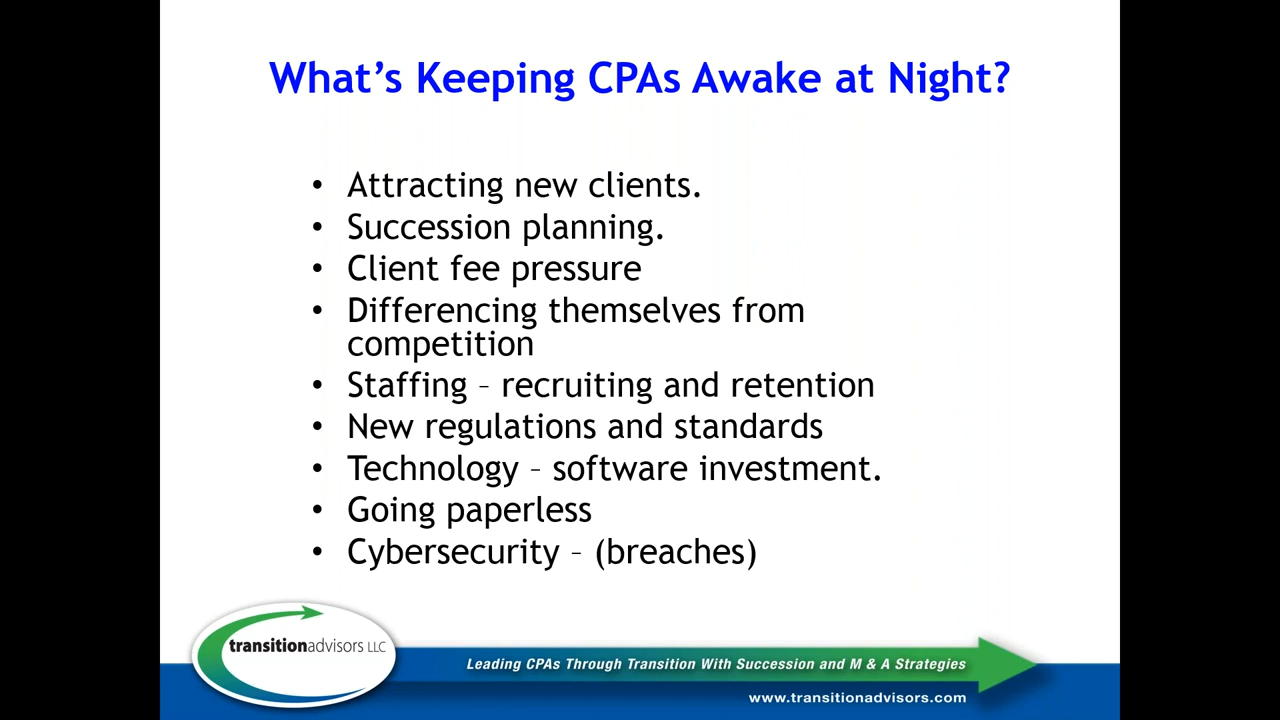 What’s Keeping CPAs Awake at Night?
• Attracting new clients.
• Succession planning.
• Client fee pressure
• Differencing themselves from
competition
• Staffing – recruiting and retention
• New regulations and standards
• Technology – software investment.
• Going paperless
• Cybersecurity – (breaches)
transitionadvisors LLC
Leading CPAs Through Transition With Succession and M & A Strategies
www.transitionadvisors.com